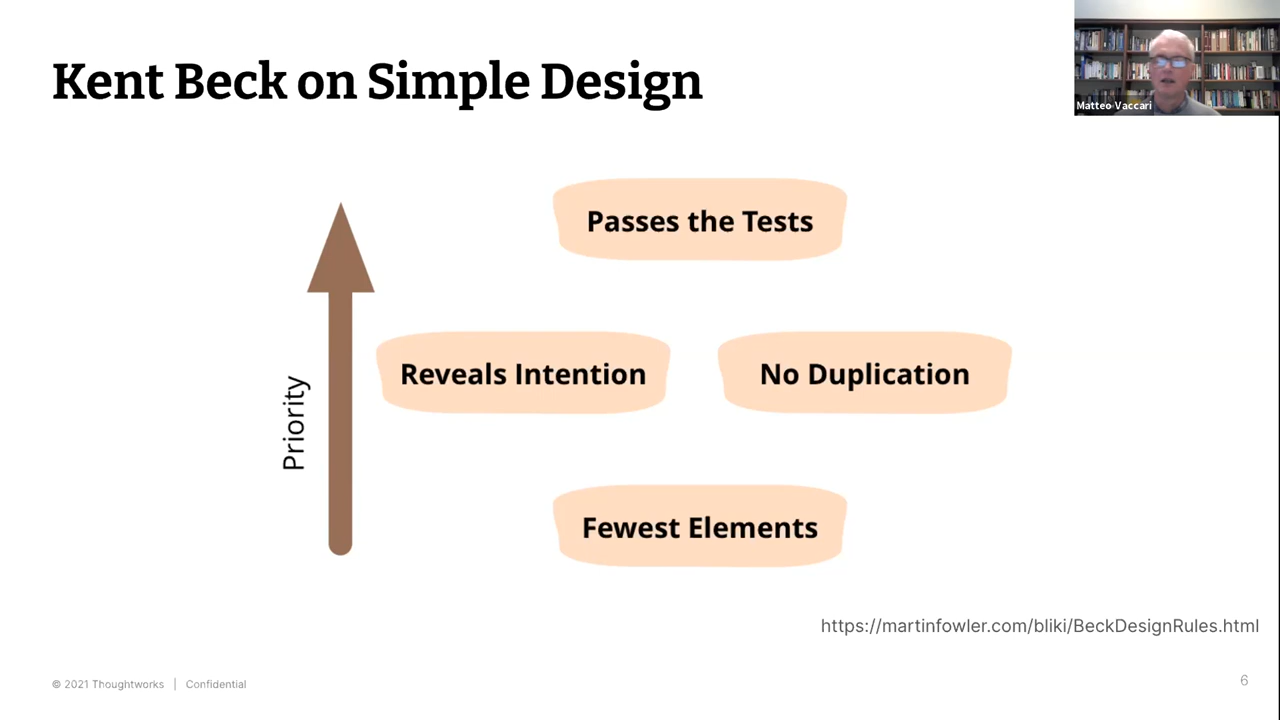 Kent Beck on Simple Design
Matteo Vaccari
Passes the Tests
Reveals Intention
No Duplication
Priority
Fewest Elements
https://martinfowler.com/bliki/BeckDesignRules.html
© 2021 Thoughtworks | Confidential
6